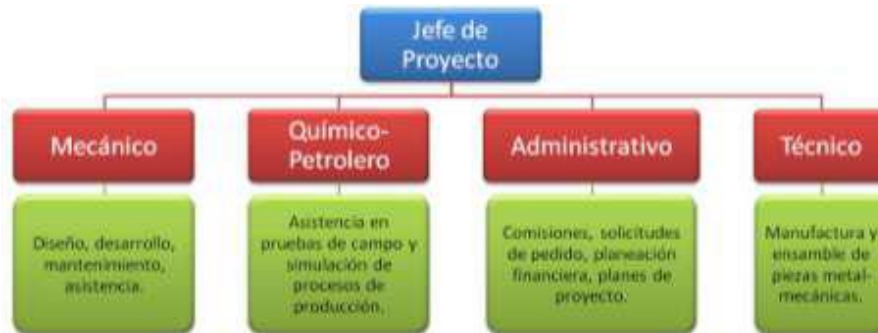 Jefe de
Proyecto
Mecánico
Químico-
Petrolero
Administrativo
Técnico
Diseño, desarrollo,
mantenimiento,
asistencia.
Asistencia en
pruebas de campo y
simulación de
procesos de
producción.
Comisiones, solicitudes
de pedido, planeación
financiera, planes de
proyecto.
Manufactura y
ensamble de
piezas metal-
mecánicas.